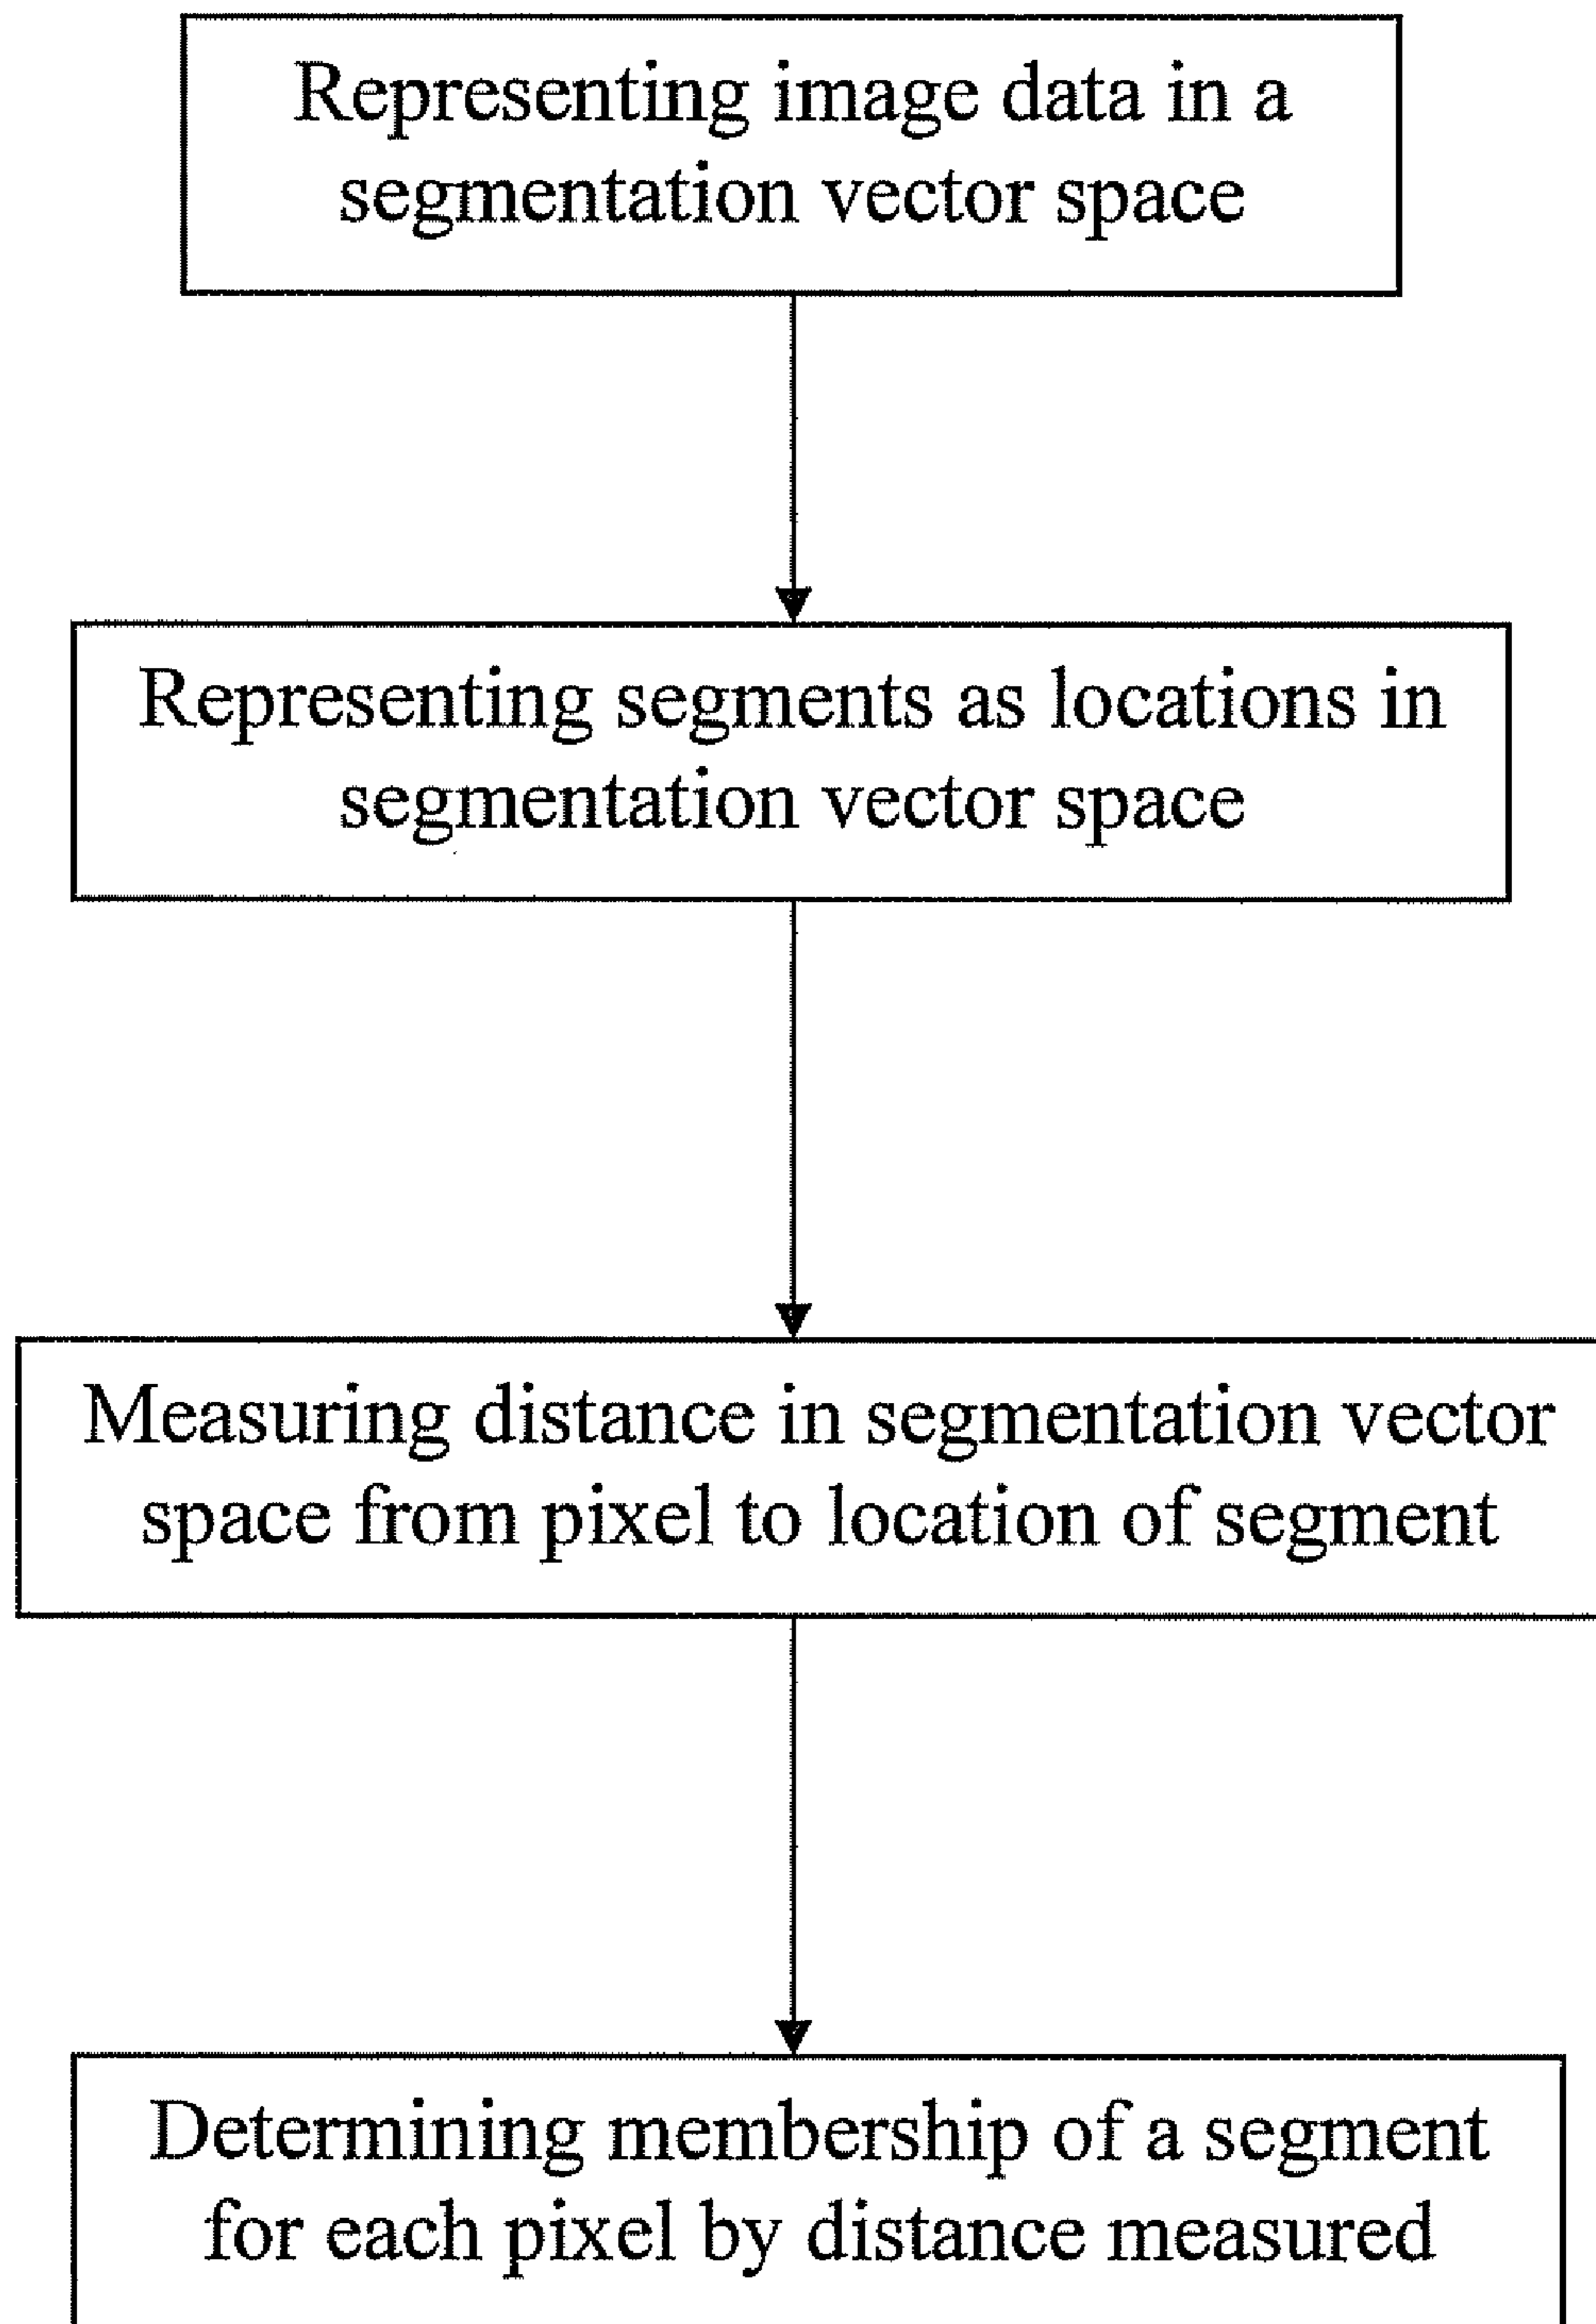 Representing image data in a
segmentation vector space
Representing segments as locations in
segmentation vector space
Measuring distance in segmentation vector
space from pixel to location of segment
Determining membership of a segment
for each pixel by distance measured